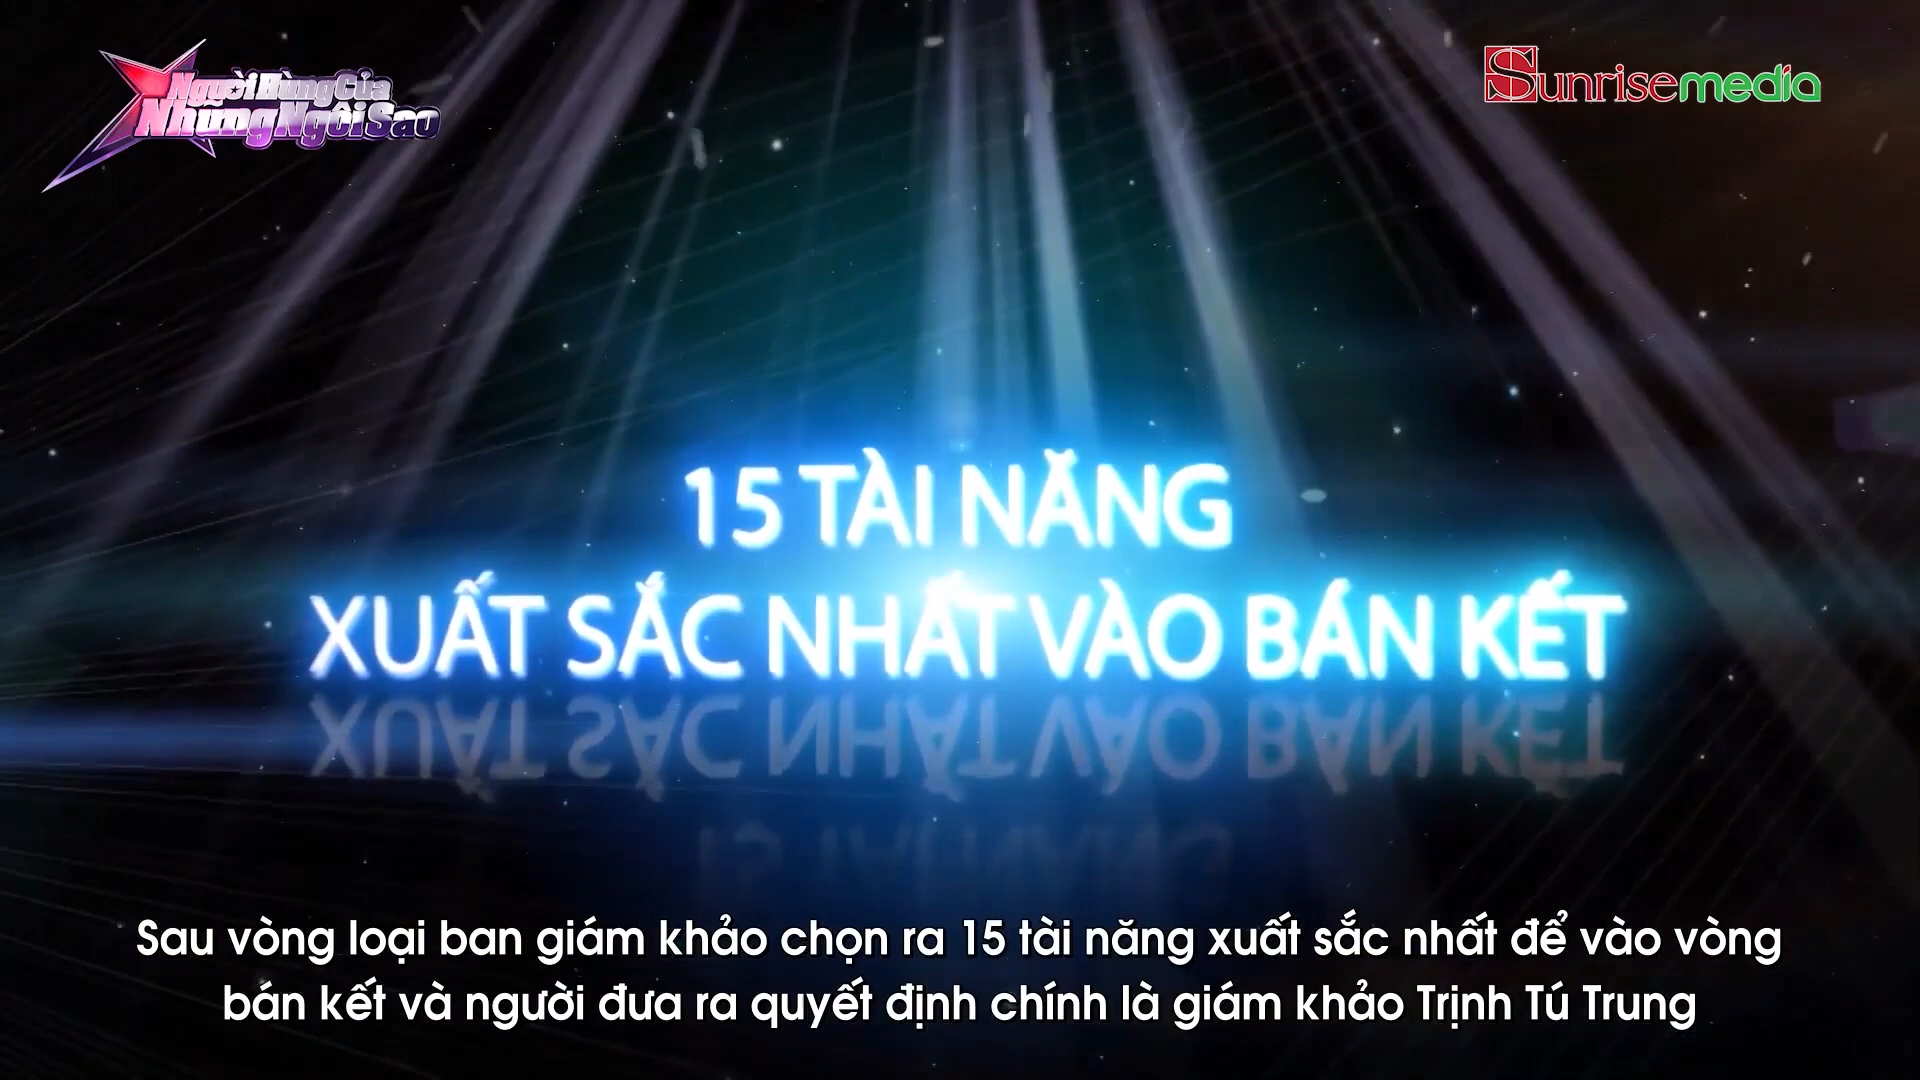 Người Hùng Của
Những Ngôi Sao
Sunrisemedia
15 TÀI NĂNG
XUẤT SẮC NHẤT VÀO BÁN KẾT
Sau vòng loại ban giám khảo chọn ra 15 tài năng xuất sắc nhất để vào vòng
bán kết và người đưa ra quyết định chính là giám khảo Trịnh Tú Trung